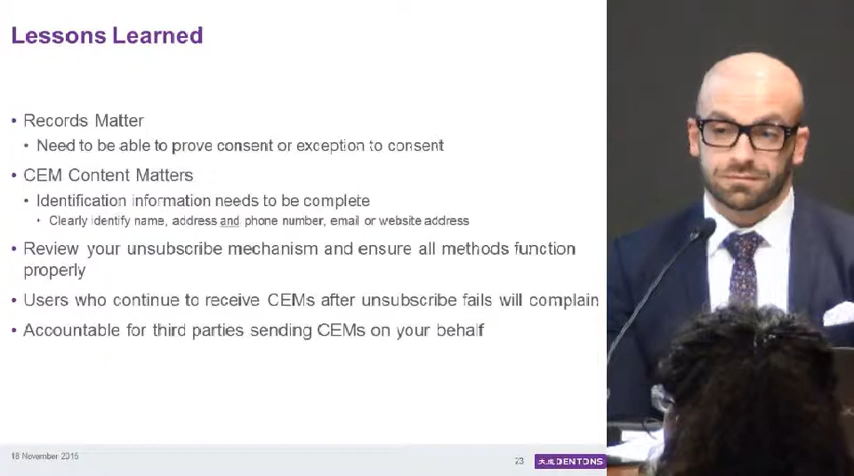 Lessons Learned
• Records Matter
• Need to be able to prove consent or exception to consent
• CEM Content Matters
• Identification information needs to be complete
• Clearly identify name, address and phone number, email or website address
• Review your unsubscribe mechanism and ensure all methods function
properly
• Users who continue to receive CEMs after unsubscribe fails will complain
• Accountable for third parties sending CEMs on your behalf
18 November 2015
23
大成 DENTONS